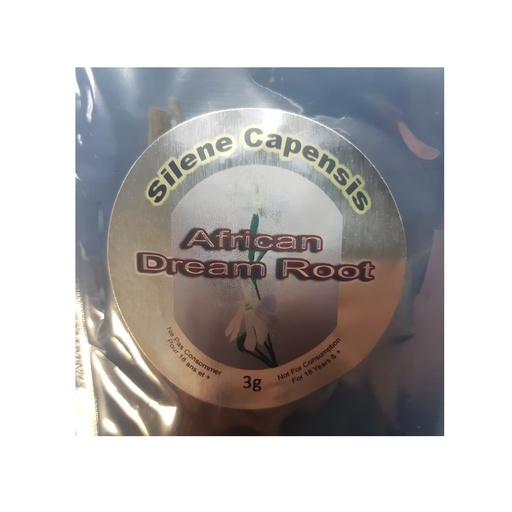 Silene Capensis
African
Dream Root
Ne Pas Consommer
Pour 18 ans et +
3g
Not For Consumption
For 18 Years & +